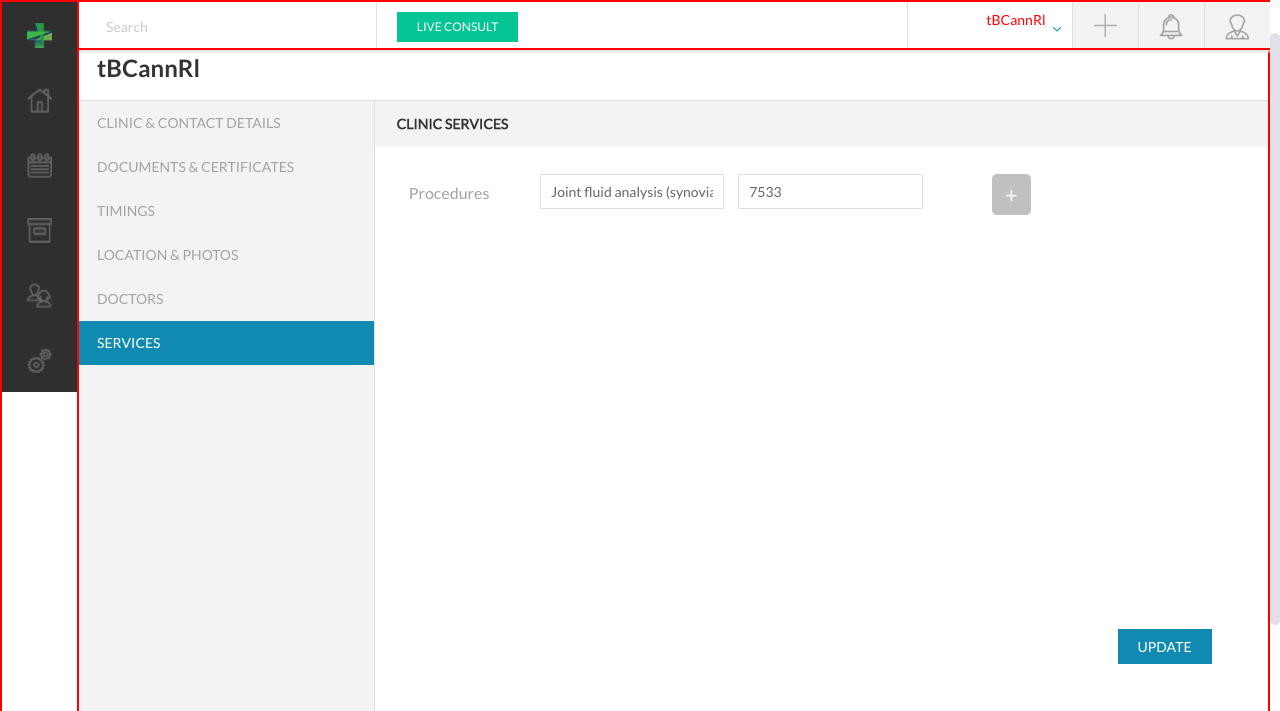 Search
LIVE CONSULT
tBCannRl
tBCannRl
CLINIC & CONTACT DETAILS
DOCUMENTS & CERTIFICATES
TIMINGS
LOCATION & PHOTOS
DOCTORS
SERVICES
CLINIC SERVICES
Procedures
Joint fluid analysis (synovia
7533
+
UPDATE